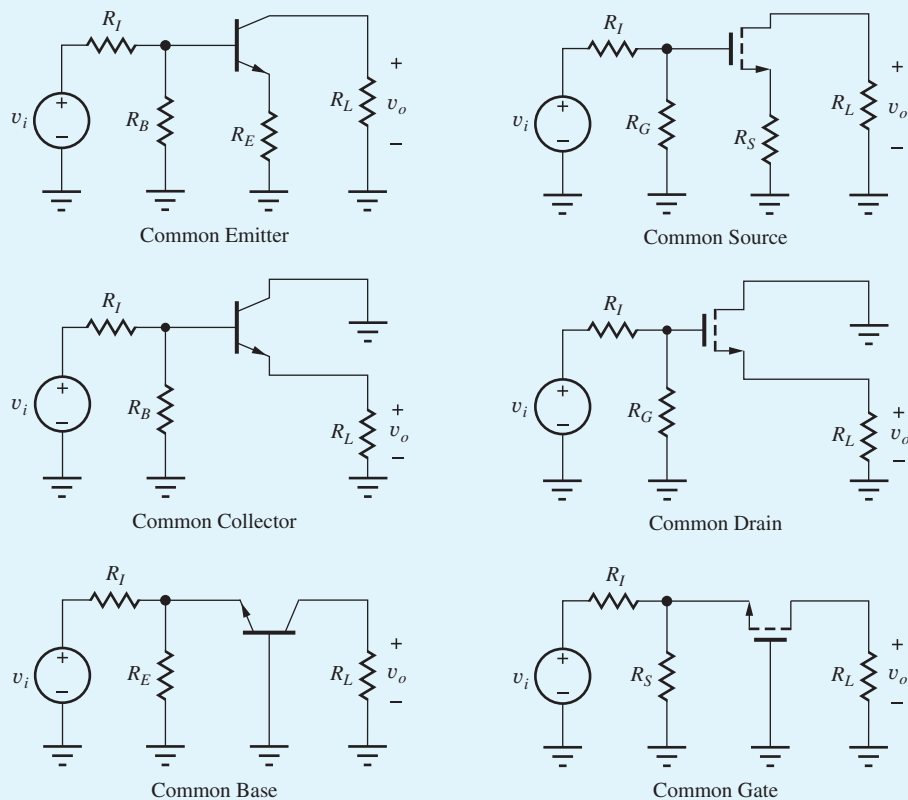 R_I
v_i
+
−
R_B
R_E
R_L
+
v_o
−
Common Emitter
R_I
v_i
+
−
R_G
R_S
R_L
+
v_o
−
Common Source
R_I
v_i
+
−
R_B
R_L
+
v_o
−
Common Collector
R_I
v_i
+
−
R_G
R_L
+
v_o
−
Common Drain
R_I
v_i
+
−
R_E
R_L
+
v_o
−
Common Base
R_I
v_i
+
−
R_S
R_L
+
v_o
−
Common Gate